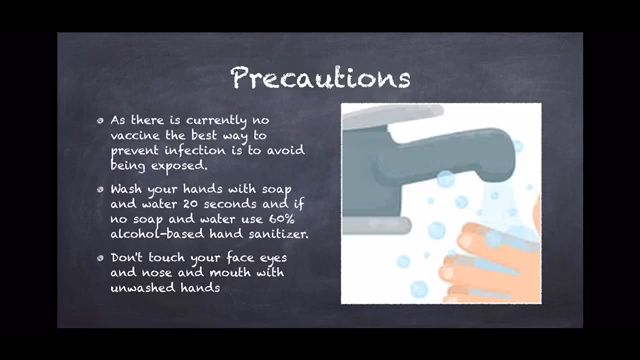 Precautions
As there is currently no
vaccine the best way to
prevent infection is to avoid
being exposed.
Wash your hands with soap
and water 20 seconds and if
no soap and water use 60%
alcohol-based hand sanitizer.
Don't touch your face eyes
and nose and mouth with
unwashed hands